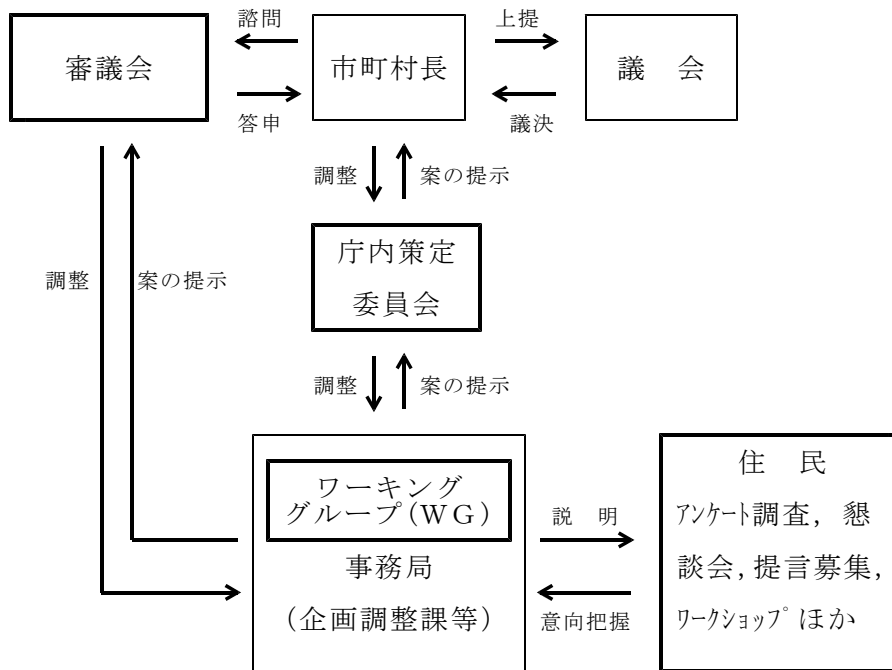 諮問
上提
審議会
市町村長
議　会
答申
議決
調整
案の提示
庁内策定
委員会
調整
案の提示
調整
案の提示
ワーキング
グループ(ＷＧ)
事務局
(企画調整課等)
説　明
意向把握
住　民
ｱﾝｹｰﾄ調査，懇
談会，提言募集，
ﾜｰｸｼｮｯﾌﾟほか